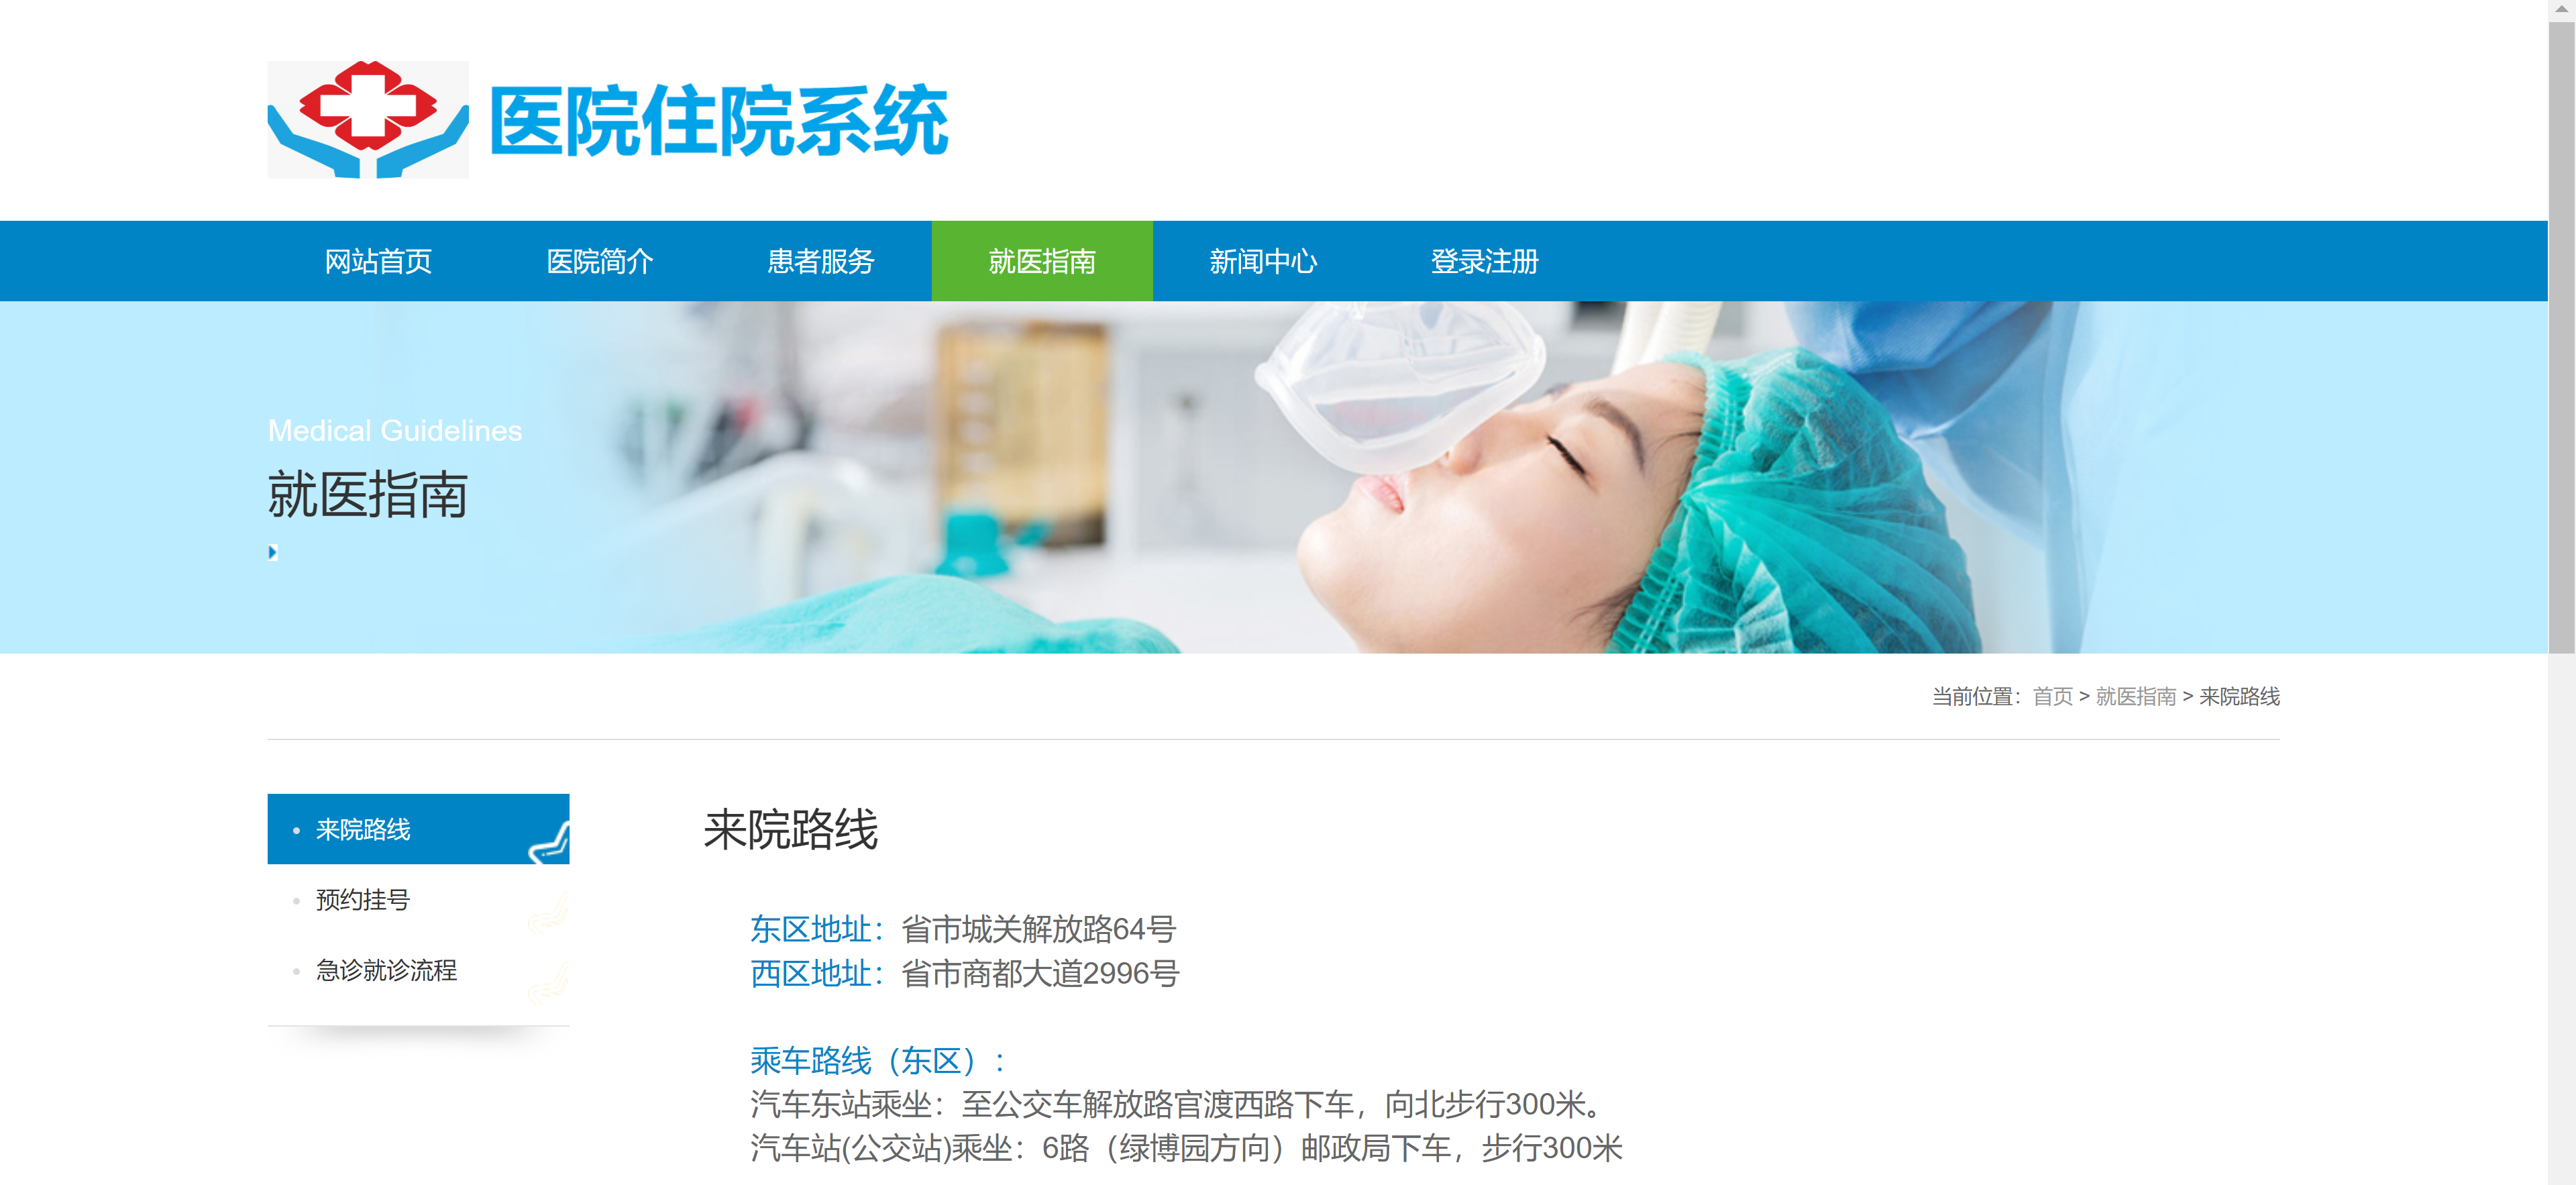 医院住院系统
网站首页 医院简介 患者服务 就医指南 新闻中心 登录注册
Medical Guidelines
就医指南
当前位置：首页 > 就医指南 > 来院路线
来院路线
预约挂号
急诊就诊流程
来院路线
东区地址：省市城关解放路64号
西区地址：省市商都大道2996号
乘车路线（东区）：
汽车东站乘坐：至公交车解放路官渡西路下车，向北步行300米。
汽车站(公交站)乘坐：6路（绿博园方向）邮政局下车，步行300米